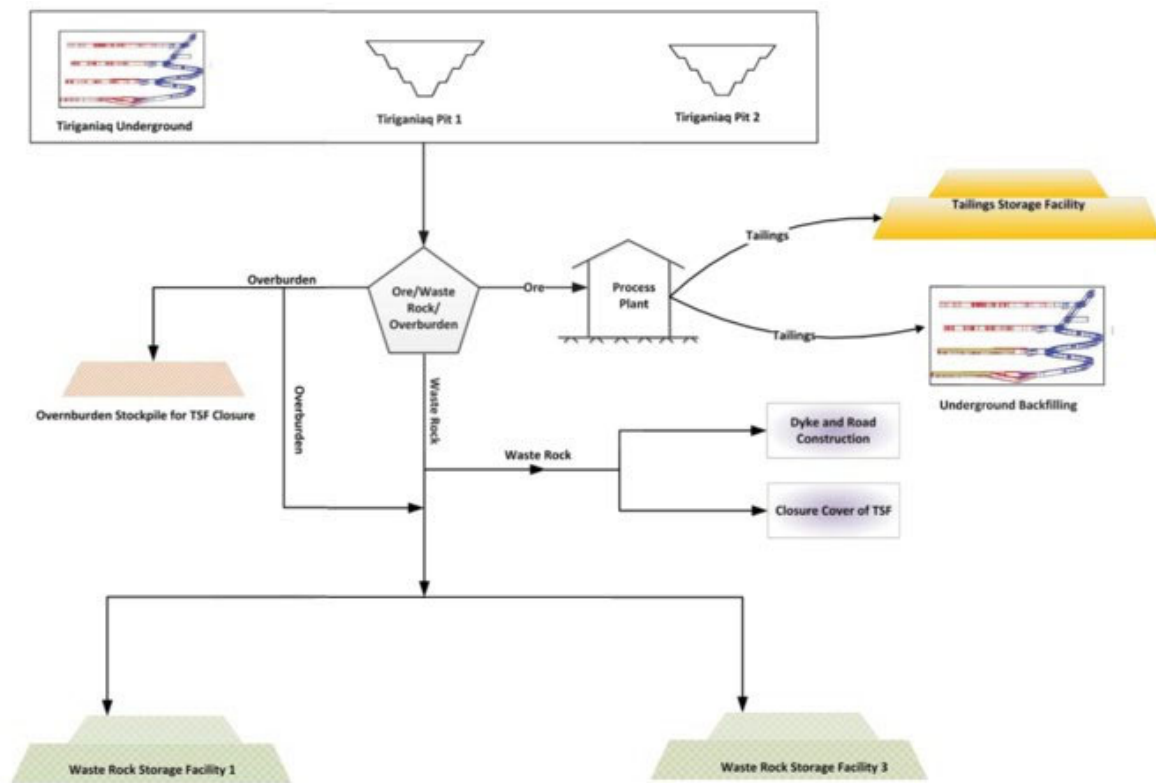 Tiriganiaq Underground
Tiriganiaq Pit 1
Tiriganiaq Pit 2
Tailings Storage Facility
Tailings
Overburden
Ore/Waste
Rock/
Overburden
Ore
Process
Plant
Tailings
Underground Backfilling
Overnburden Stockpile for TSF Closure
Overburden
Waste Rock
Dyke and Road
Construction
Waste Rock
Closure Cover of TSF
Waste Rock Storage Facility 1
Waste Rock Storage Facility 3